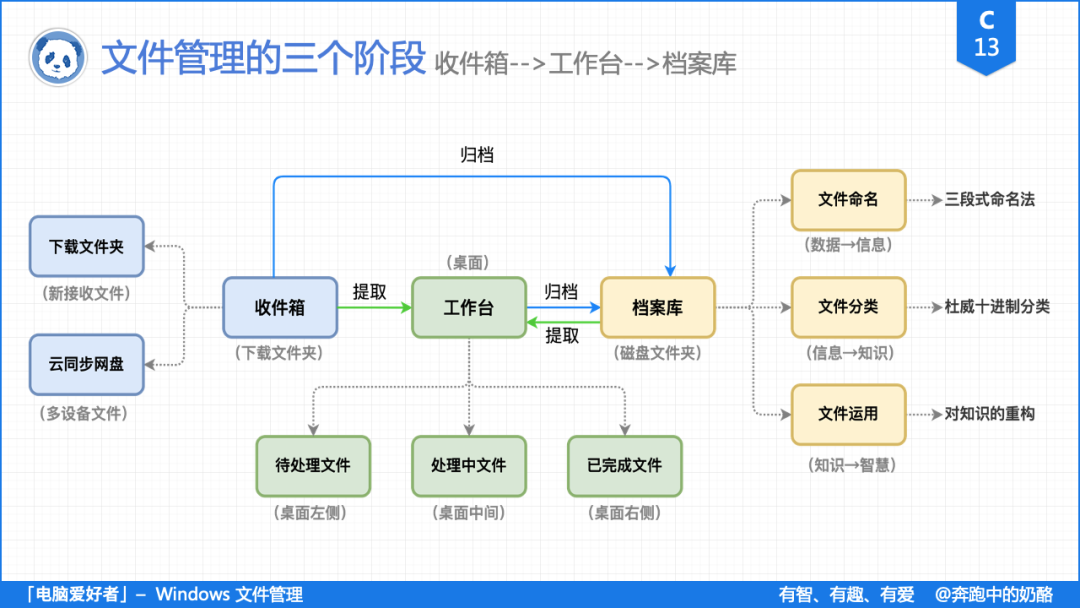 文件管理的三个阶段 收件箱-->工作台-->档案库
C
13
归档
下载文件夹
(新接收文件)
云同步网盘
(多设备文件)
收件箱
(下载文件夹)
提取
(桌面)
工作台
归档
提取
档案库
(磁盘文件夹)
待处理文件
(桌面左侧)
处理中文件
(桌面中间)
已完成文件
(桌面右侧)
文件命名
(数据→信息)
三段式命名法
文件分类
(信息→知识)
杜威十进制分类
文件运用
(知识→智慧)
对知识的重构
「电脑爱好者」– Windows 文件管理
有智、有趣、有爱 @奔跑中的奶酪